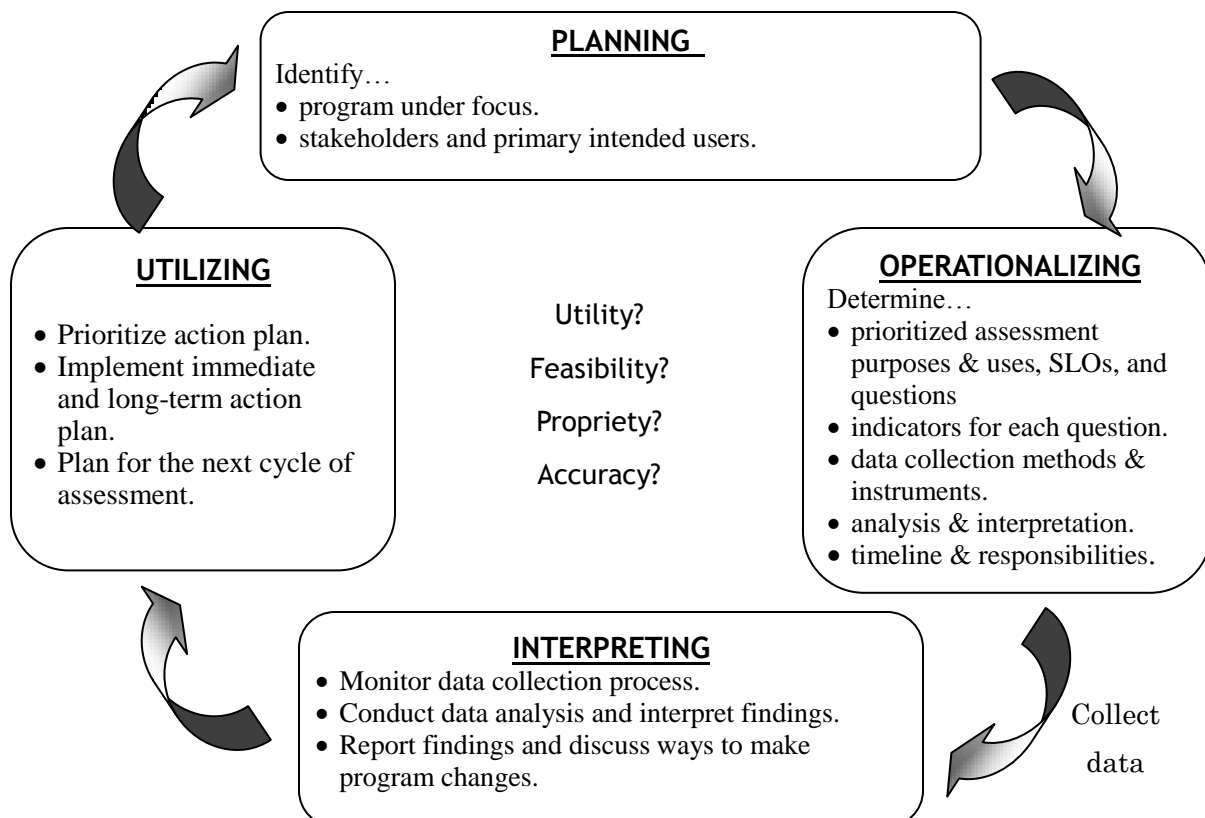 PLANNING
Identify…
• program under focus.
• stakeholders and primary intended users.
UTILIZING
• Prioritize action plan.
• Implement immediate
and long-term action
plan.
• Plan for the next cycle of
assessment.
Utility?
Feasibility?
Propriety?
Accuracy?
OPERATIONALIZING
Determine…
• prioritized assessment
purposes & uses, SLOs, and
questions
• indicators for each question.
• data collection methods &
instruments.
• analysis & interpretation.
• timeline & responsibilities.
INTERPRETING
• Monitor data collection process.
• Conduct data analysis and interpret findings.
• Report findings and discuss ways to make
program changes.
Collect
data